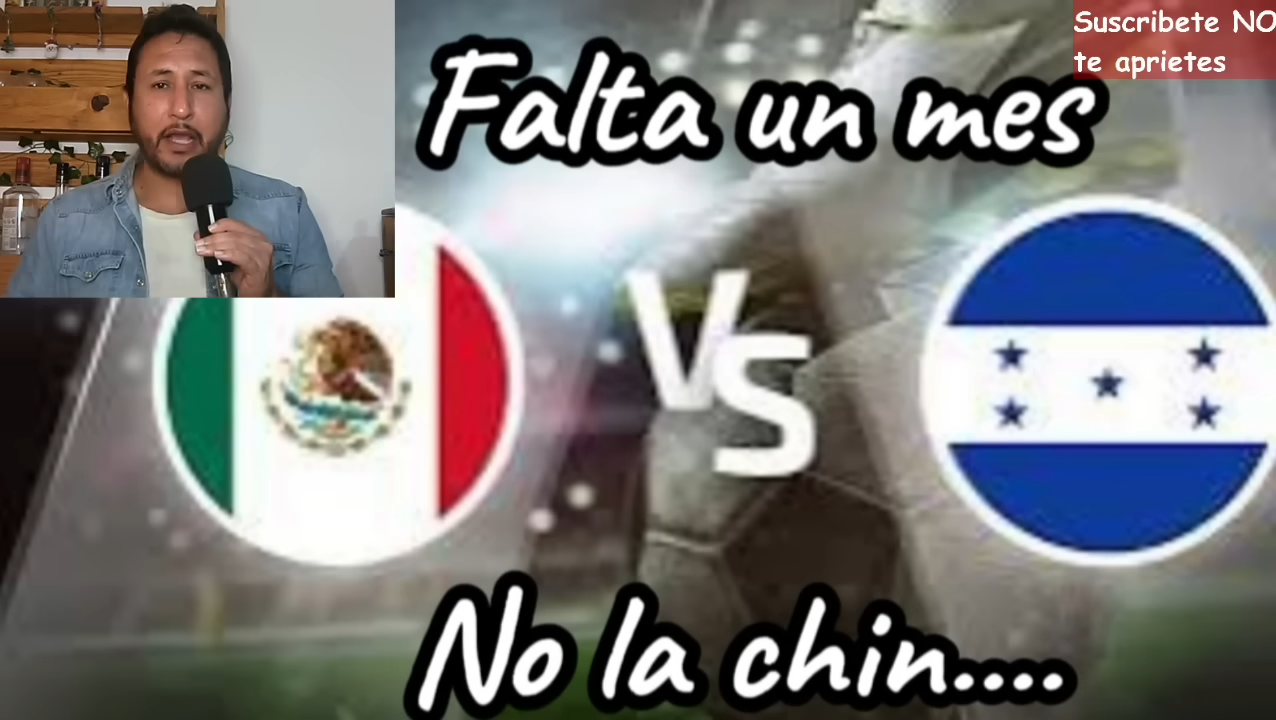 Suscribete NO
te aprietes
Falta un mes
VS
No la chin....